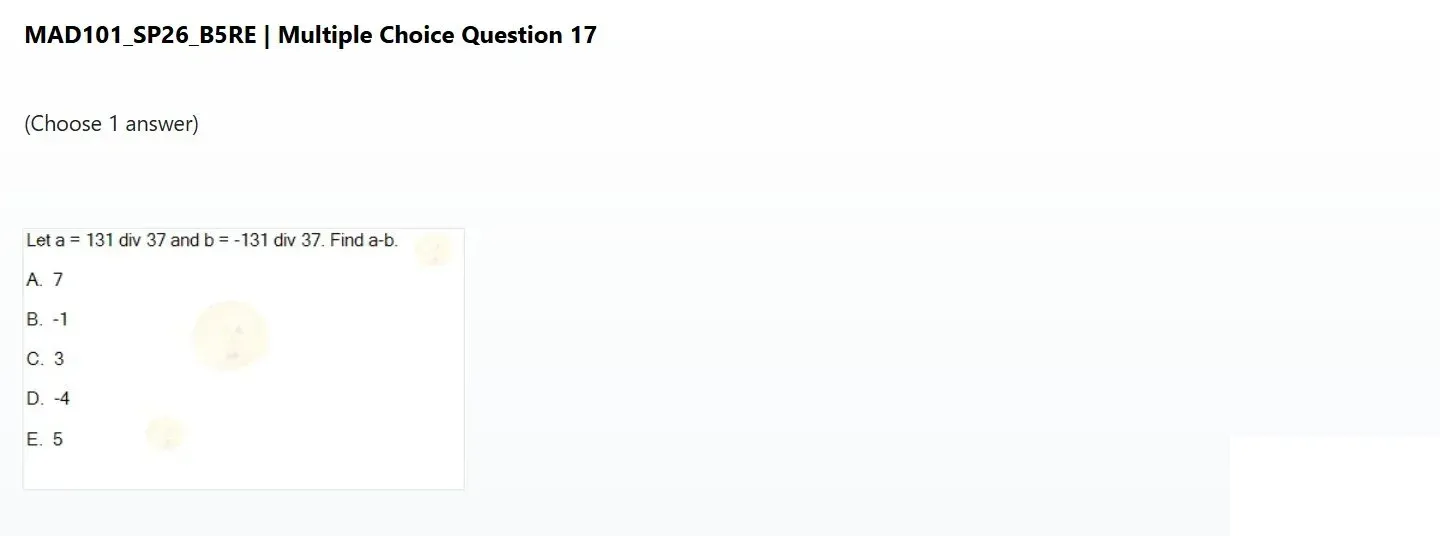 MAD101_SP26_B5RE | Multiple Choice Question 17
(Choose 1 answer)
Let a = 131 div 37 and b = -131 div 37. Find a-b.
A. 7
B. -1
C. 3
D. -4
E. 5